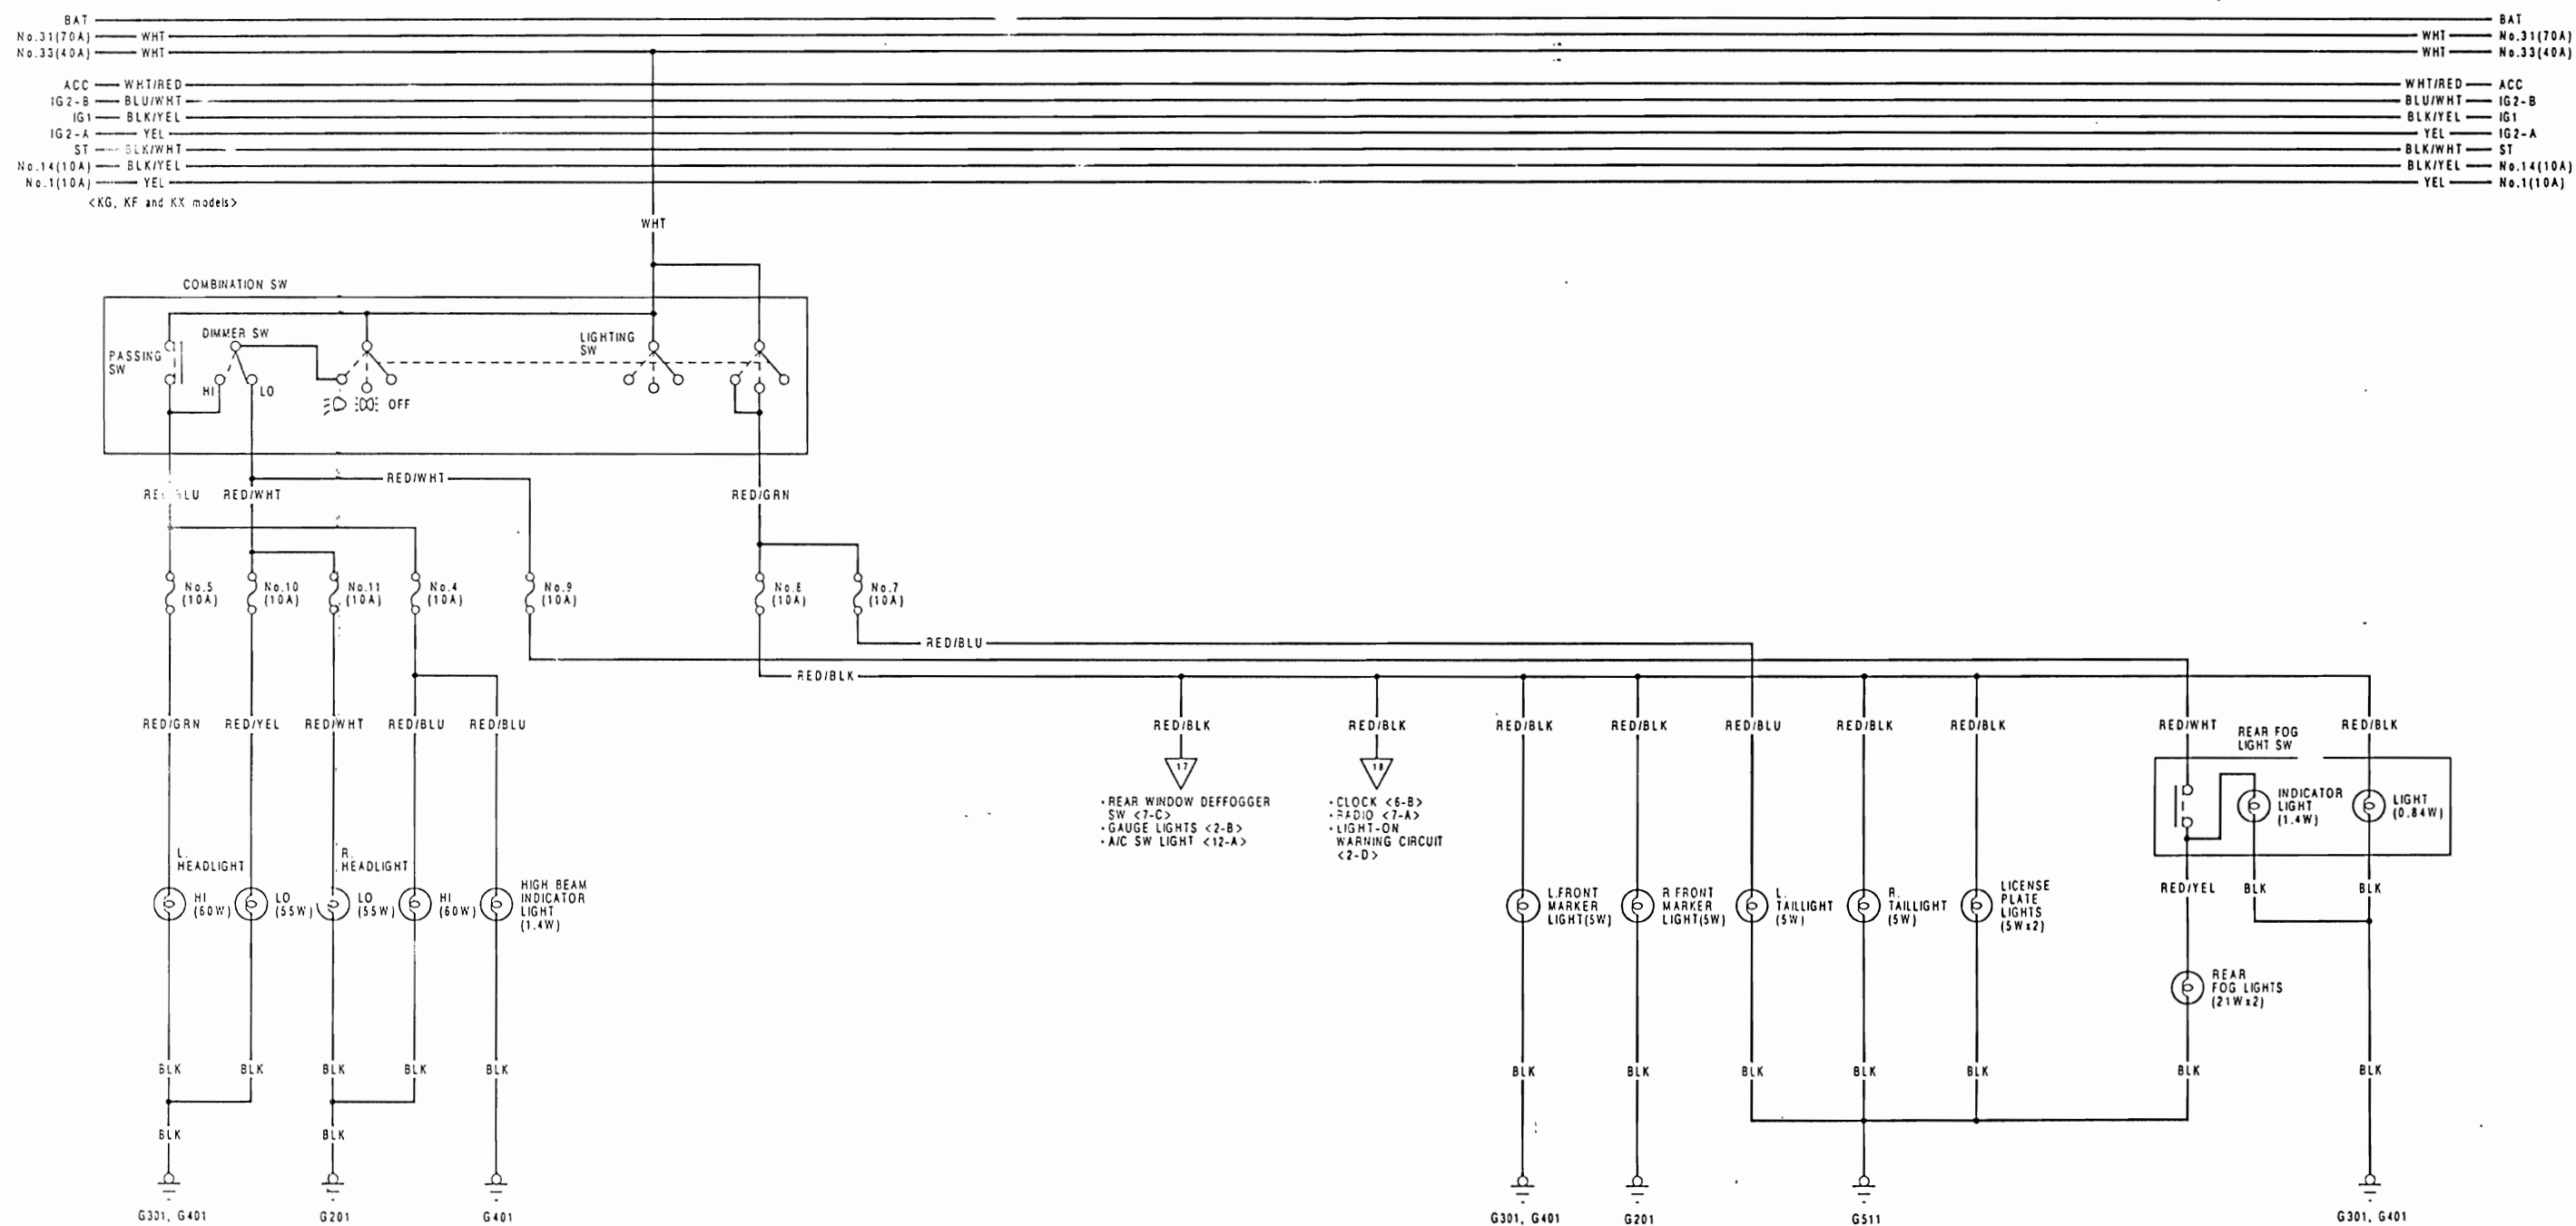 BAT BAT
No.31(70A) WHT WHT No.31(70A)
No.33(40A) WHT WHT No.33(40A)
ACC WHT/RED WHT/RED ACC
IG2-B BLU/WHT BLU/WHT IG2-B
IG1 BLK/YEL BLK/YEL IG1
IG2-A YEL YEL IG2-A
ST BLK/WHT BLK/WHT ST
No.14(10A) BLK/YEL BLK/YEL No.14(10A)
No.1(10A) YEL YEL No.1(10A)
<KG, KF and KX models>
WHT
COMBINATION SW
DIMMER SW
PASSING
SW
LIGHTING
SW
HI LO
OFF
RED/WHT
RED/WHT RED/GRN
No.5
(10A)
No.10
(10A)
No.11
(10A)
No.4
(10A)
No.9
(10A)
(10A)
No.7
(10A)
RED/BLU
RED/BLK
RED/GRN RED/YEL RED/WHT RED/BLU RED/BLU
RED/BLK RED/BLK RED/BLK RED/BLK RED/BLU RED/BLK RED/BLK RED/WHT RED/BLK
REAR FOG
LIGHT SW
17
18
•REAR WINDOW DEFFOGGER
SW <7-C>
•GAUGE LIGHTS <2-B>
•A/C SW LIGHT <12-A>
•CLOCK <6-B>
•RADIO <7-A>
•LIGHT-ON
WARNING CIRCUIT
<2-D>
INDICATOR
LIGHT
(1.4W)
LIGHT
(0.84W)
L.
HEADLIGHT
R.
HEADLIGHT
HI
(60W)
LO
(55W)
LO
(55W)
HI
(60W)
HIGH BEAM
INDICATOR
LIGHT
(1.4W)
L.FRONT
MARKER
LIGHT(5W)
R.FRONT
MARKER
LIGHT(5W)
L.
TAILLIGHT
(5W)
R.
TAILLIGHT
(5W)
LICENSE
PLATE
LIGHTS
(5Wx2)
RED/YEL BLK BLK
REAR
FOG LIGHTS
(21Wx2)
BLK BLK BLK BLK BLK
BLK BLK BLK BLK BLK BLK BLK
BLK BLK
G301, G401 G201 G401
G301, G401 G201 G511 G301, G401